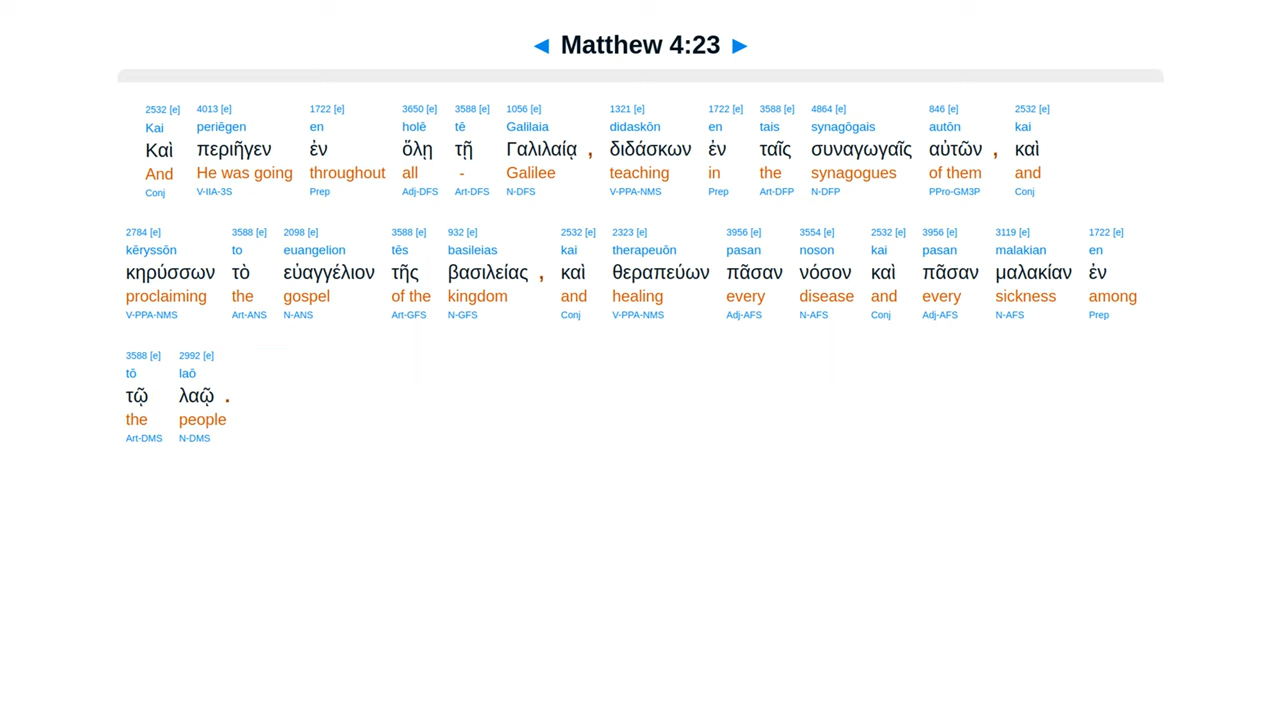 ◄ Matthew 4:23 ►
2532 [e] 4013 [e] 1722 [e] 3650 [e] 3588 [e] 1056 [e] 1321 [e] 1722 [e] 3588 [e] 4864 [e] 846 [e] 2532 [e]
Kai periēgen en holē tē Galilaia didaskōn en tais synagōgais autōn kai
Καὶ περιῆγεν ἐν ὅλῃ τῇ Γαλιλαίᾳ , διδάσκων ἐν ταῖς συναγωγαῖς αὐτῶν , καὶ
And He was going throughout all - Galilee teaching in the synagogues of them and
Conj V-IIA-3S Prep Adj-DFS Art-DFS N-DFS V-PPA-NMS Prep Art-DFP N-DFP PPro-GM3P Conj
2784 [e] 3588 [e] 2098 [e] 3588 [e] 932 [e] 2532 [e] 2323 [e] 3956 [e] 3554 [e] 2532 [e] 3956 [e] 3119 [e] 1722 [e]
kēryssōn to euangelion tēs basileias kai therapeuōn pasan noson kai pasan malakian en
κηρύσσων τὸ εὐαγγέλιον τῆς βασιλείας , καὶ θεραπεύων πᾶσαν νόσον καὶ πᾶσαν μαλακίαν ἐν
proclaiming the gospel of the kingdom and healing every disease and every sickness among
V-PPA-NMS Art-ANS N-ANS Art-GFS N-GFS Conj V-PPA-NMS Adj-AFS N-AFS Conj Adj-AFS N-AFS Prep
3588 [e] 2992 [e]
tō laō
τῷ λαῷ .
the people
Art-DMS N-DMS